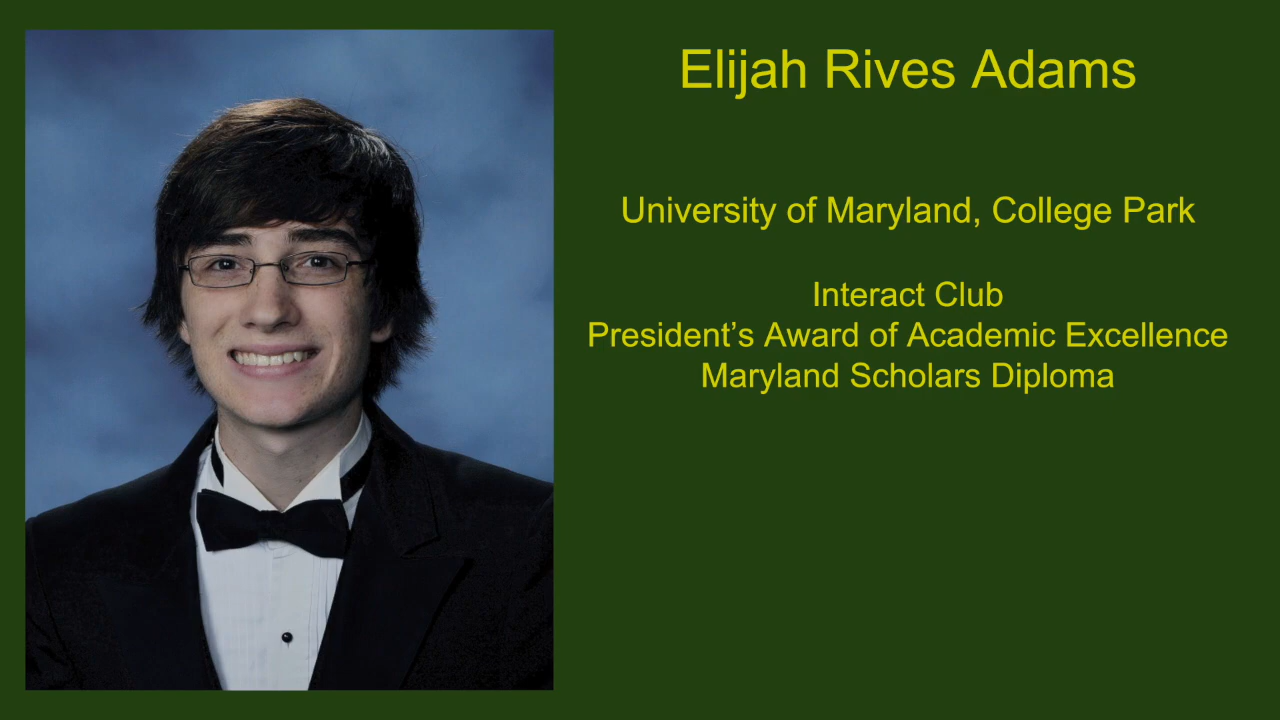 Elijah Rives Adams
University of Maryland, College Park
Interact Club
President’s Award of Academic Excellence
Maryland Scholars Diploma